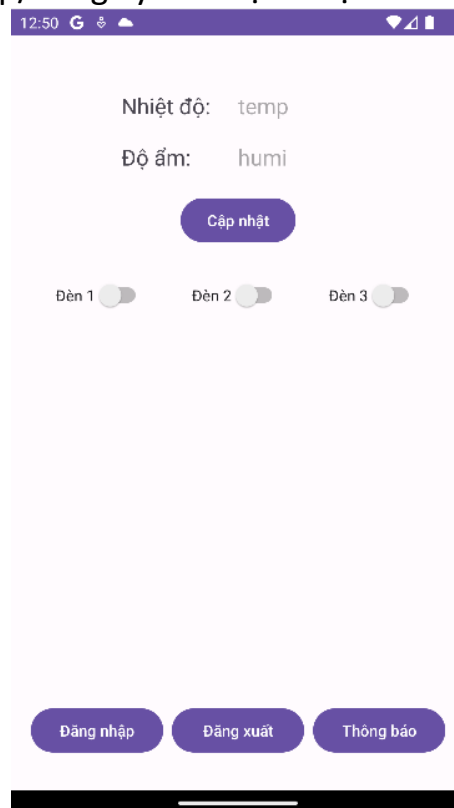 12:50 G
Nhiệt độ: temp
Độ ẩm: humi
Cập nhật
Đèn 1 Đèn 2 Đèn 3
Đăng nhập Đăng xuất Thông báo